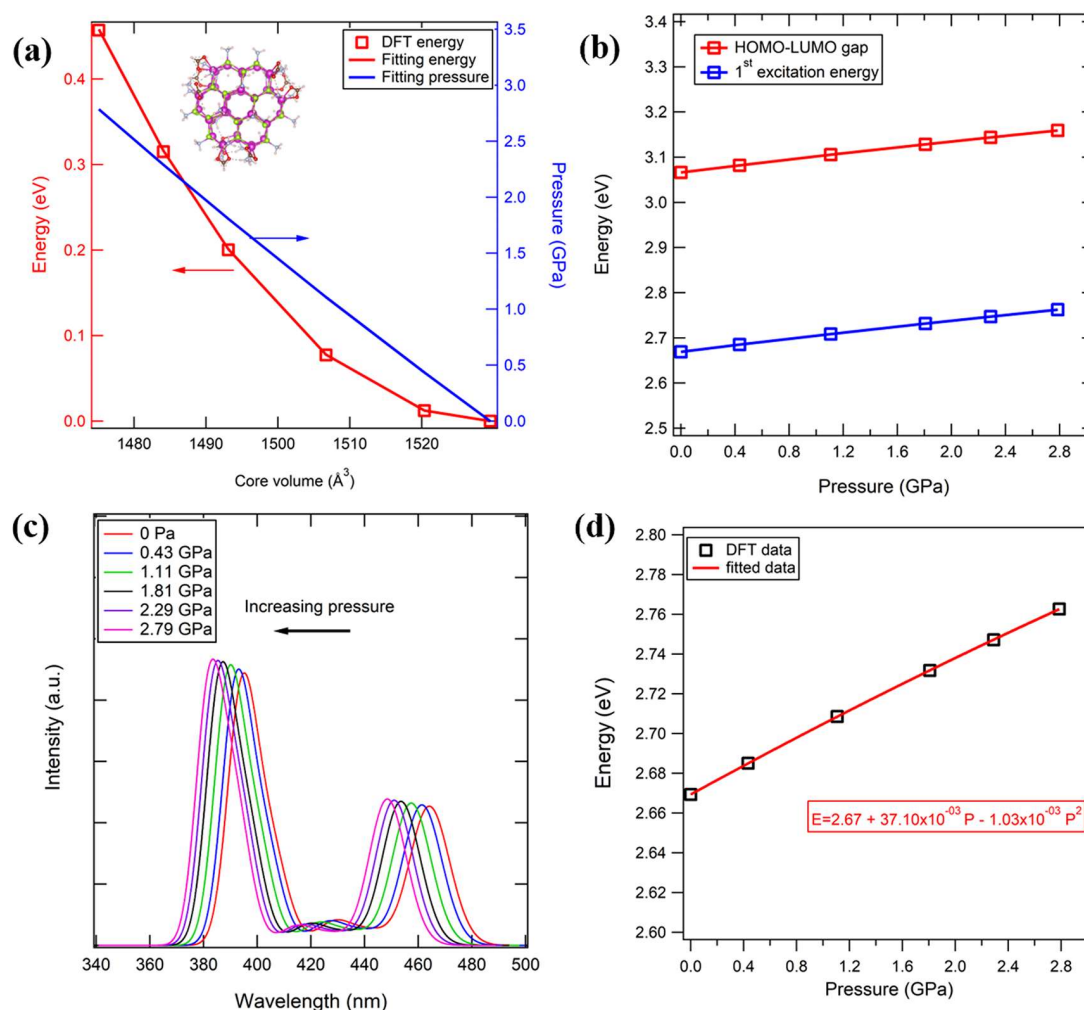 (a)
DFT energy
Fitting energy
Fitting pressure
Energy (eV)
0.4
0.3
0.2
0.1
0.0
3.5
3.0
2.5
2.0
1.5
1.0
0.5
0.0
Pressure (GPa)
1480 1490 1500 1510 1520
Core volume (Å³)
(b)
HOMO-LUMO gap
1st excitation energy
Energy (eV)
3.4
3.3
3.2
3.1
3.0
2.9
2.8
2.7
2.6
2.5
0.0 0.4 0.8 1.2 1.6 2.0 2.4 2.8
Pressure (GPa)
(c)
0 Pa
0.43 GPa
1.11 GPa
1.81 GPa
2.29 GPa
2.79 GPa
Increasing pressure
Intensity (a.u.)
340 360 380 400 420 440 460 480 500
Wavelength (nm)
(d)
DFT data
fitted data
Energy (eV)
2.80
2.78
2.76
2.74
2.72
2.70
2.68
2.66
2.64
2.62
2.60
E=2.67 + 37.10x10⁻⁰³ P - 1.03x10⁻⁰³ P²
0.0 0.4 0.8 1.2 1.6 2.0 2.4 2.8
Pressure (GPa)